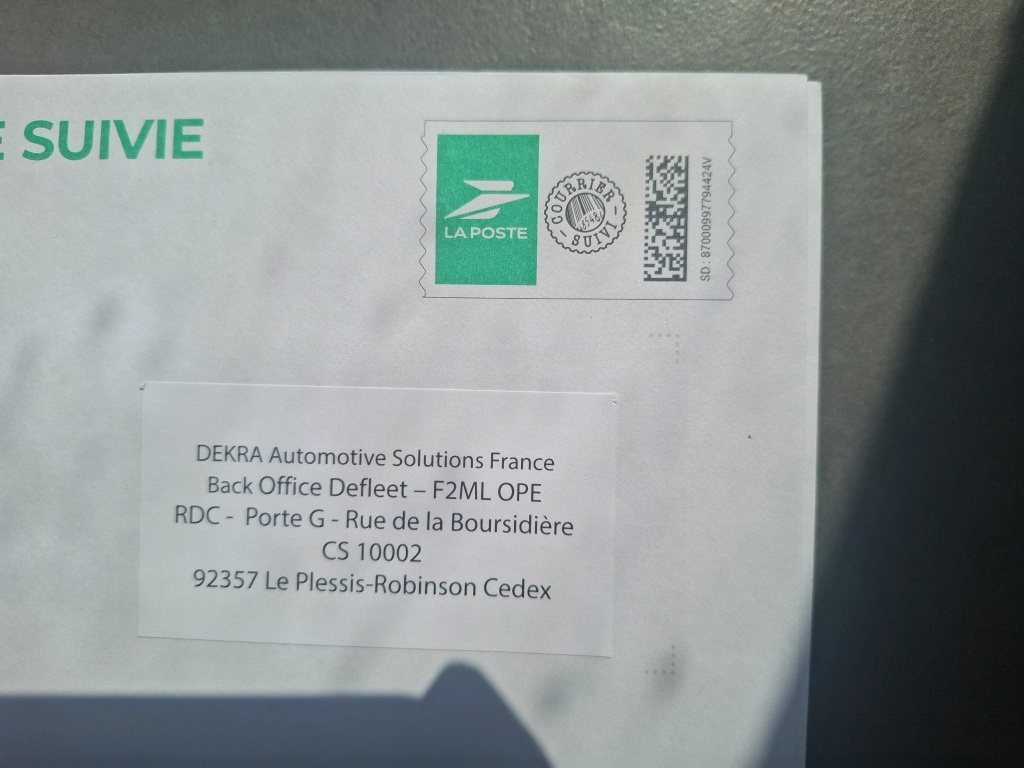 E SUIVIE
LA POSTE
COURRIER
SUIVI
SD : 87000997794424V
DEKRA Automotive Solutions France
Back Office Defleet – F2ML OPE
RDC - Porte G - Rue de la Boursidière
CS 10002
92357 Le Plessis-Robinson Cedex